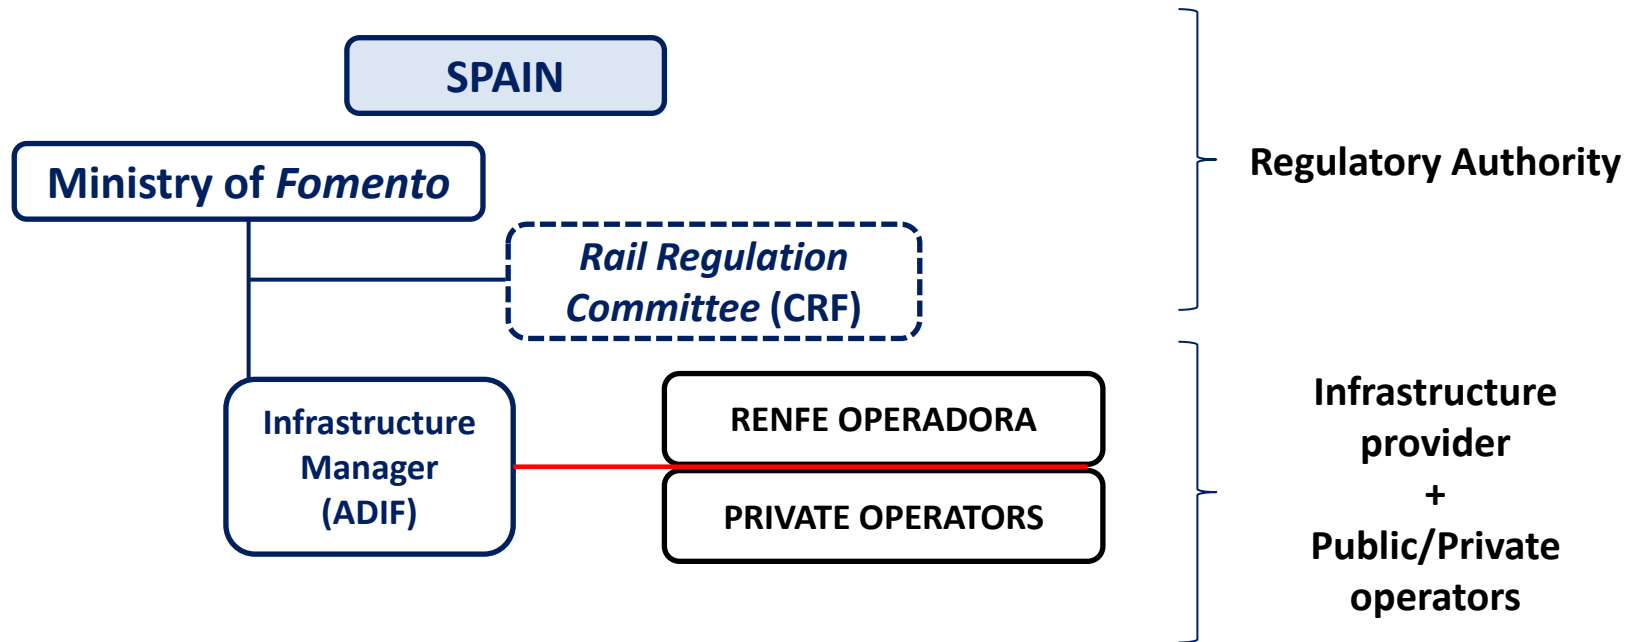 SPAIN
Ministry of Fomento
Regulatory Authority
Rail Regulation
Committee (CRF)
Infrastructure
Manager
(ADIF)
RENFE OPERADORA
PRIVATE OPERATORS
Infrastructure
provider
+
Public/Private
operators